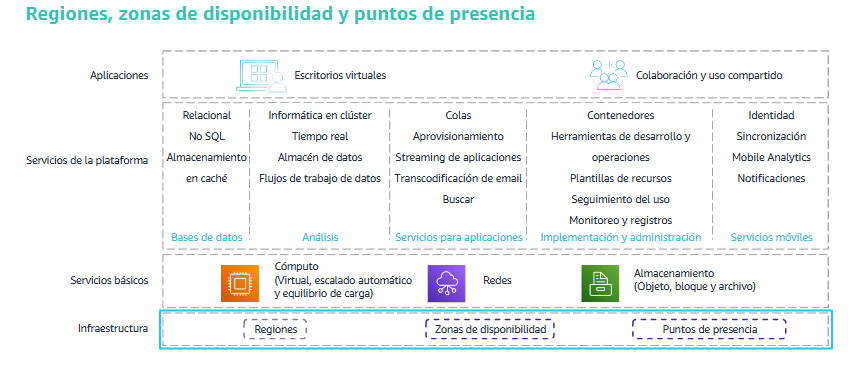 Regiones, zonas de disponibilidad y puntos de presencia
Aplicaciones
Escritorios virtuales
Colaboración y uso compartido
Servicios de la plataforma
Relacional
No SQL
Almacenamiento
en caché
Bases de datos
Informática en clúster
Tiempo real
Almacén de datos
Flujos de trabajo de datos
Análisis
Colas
Aprovisionamiento
Streaming de aplicaciones
Transcodificación de email
Buscar
Servicios para aplicaciones
Contenedores
Herramientas de desarrollo y
operaciones
Plantillas de recursos
Seguimiento del uso
Monitoreo y registros
Implementación y administración
Identidad
Sincronización
Mobile Analytics
Notificaciones
Servicios móviles
Servicios básicos
Cómputo
(Virtual, escalado automático
y equilibrio de carga)
Redes
Almacenamiento
(Objeto, bloque y archivo)
Infraestructura
Regiones
Zonas de disponibilidad
Puntos de presencia